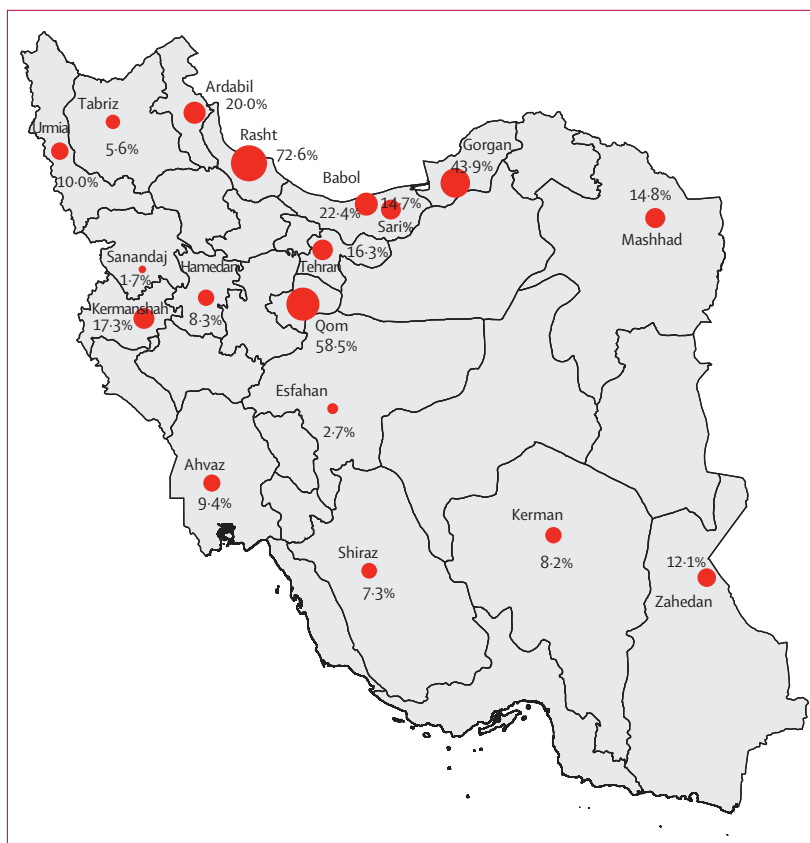 Ardabil
20·0%
Tabriz
5·6%
Urmia
10·0%
Rasht
72·6%
Gorgan
43·9%
Babol
22·4%
14·7%
Sari%
14·8%
Mashhad
16·3%
Tehran
Sanandaj
1·7%
Hamedan
8·3%
Kermanshah
17·3%
Qom
58·5%
Esfahan
2·7%
Ahvaz
9·4%
Kerman
8·2%
Shiraz
7·3%
12·1%
Zahedan